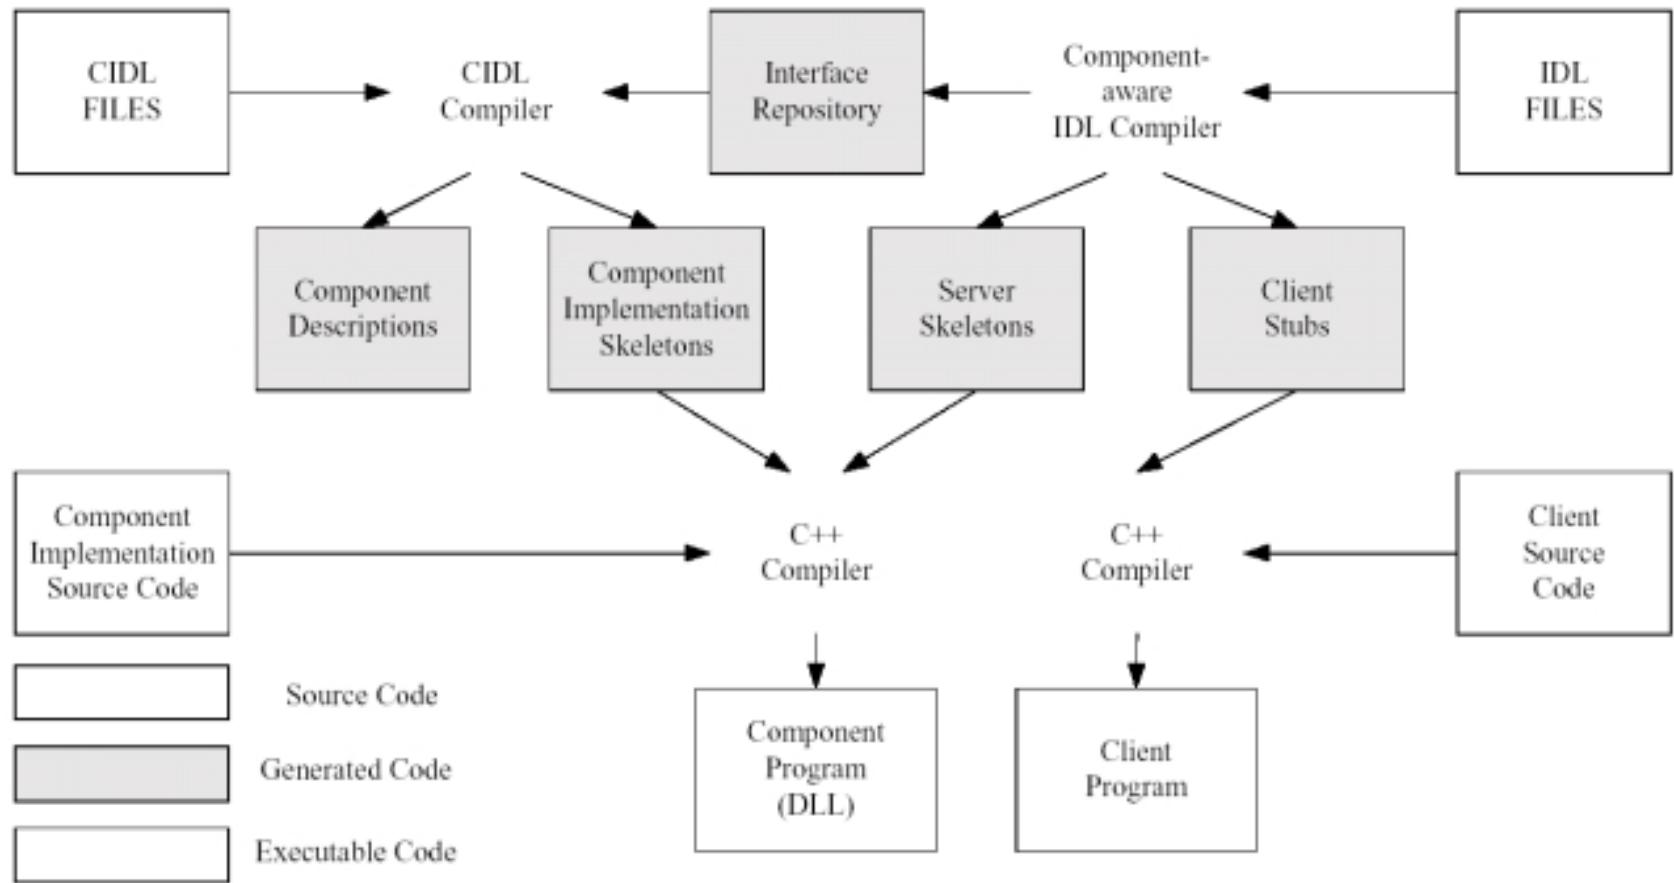 CIDL
FILES
CIDL
Compiler
Interface
Repository
Component-
aware
IDL Compiler
IDL
FILES
Component
Descriptions
Component
Implementation
Skeletons
Server
Skeletons
Client
Stubs
Component
Implementation
Source Code
C++
Compiler
C++
Compiler
Client
Source
Code
Source Code
Generated Code
Executable Code
Component
Program
(DLL)
Client
Program